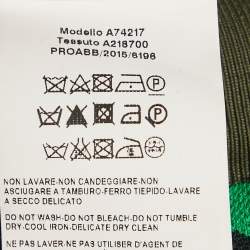 Modello A74217
Tessuto A218700
PROABB/2015/6196
NON LAVARE-NON CANDEGGIARE-NON
ASCIUGARE A TAMBURO-FERRO TIEPIDO-LAVARE
A SECCO DELICATO
DO NOT WASH-DO NOT BLEACH-DO NOT TUMBLE
DRY-COOL IRON-DELICATE DRY CLEAN
NE PAS LAVER-NE PAS UTILISER D'AGENT DE